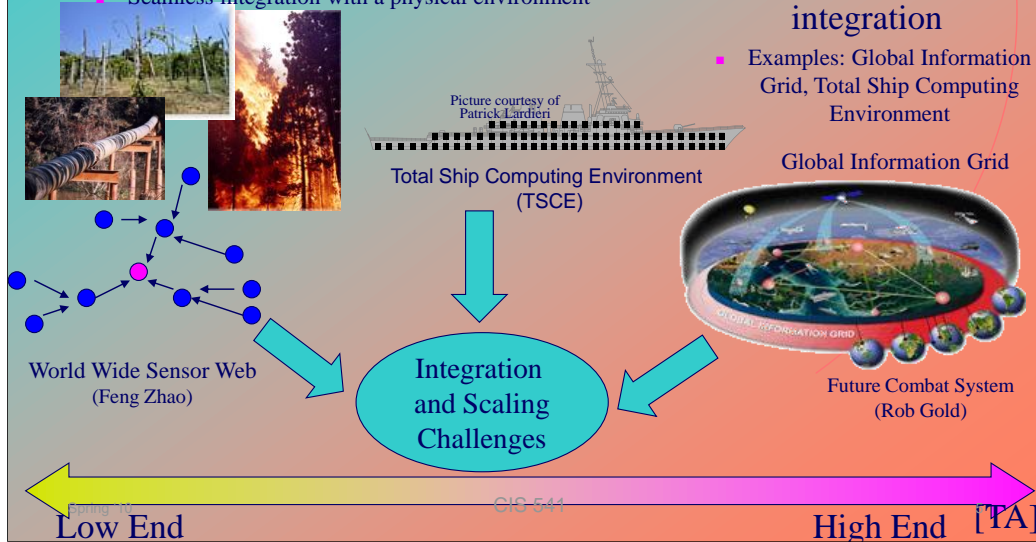 Seamless integration with a physical environment
integration
Examples: Global Information
Grid, Total Ship Computing
Environment
Picture courtesy of
Patrick Lardieri
Total Ship Computing Environment
(TSCE)
Global Information Grid
GLOBAL INFORMATION GRID
World Wide Sensor Web
(Feng Zhao)
Integration
and Scaling
Challenges
Future Combat System
(Rob Gold)
Spring '10
CIS 541
Low End
High End
[TA]